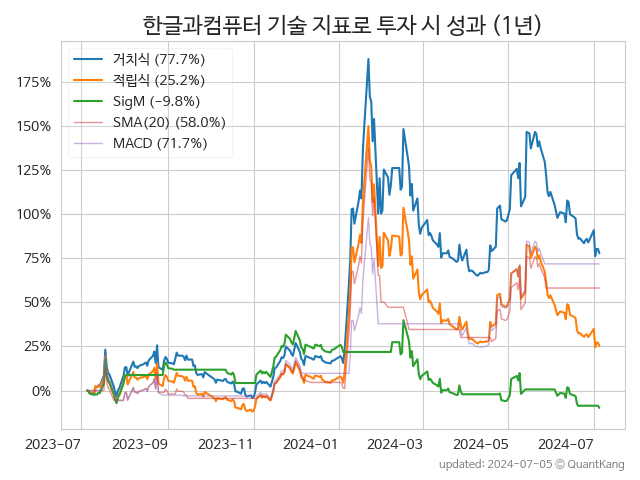 한글과컴퓨터 기술 지표로 투자 시 성과 (1년)
거치식 (77.7%)
적립식 (25.2%)
SigM (-9.8%)
SMA(20) (58.0%)
MACD (71.7%)
175%
150%
125%
100%
75%
50%
25%
0%
2023-07 2023-09 2023-11 2024-01 2024-03 2024-05 2024-07
updated: 2024-07-05 © QuantKang